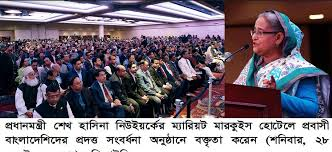 প্রধানমন্ত্রী শেখ হাসিনা নিউইয়র্কের ম্যারিয়ট মারকুইস হোটেলে প্রবাসী
বাংলাদেশিদের প্রদত্ত সংবর্ধনা অনুষ্ঠানে বক্তৃতা করেন (শনিবার, ২৮